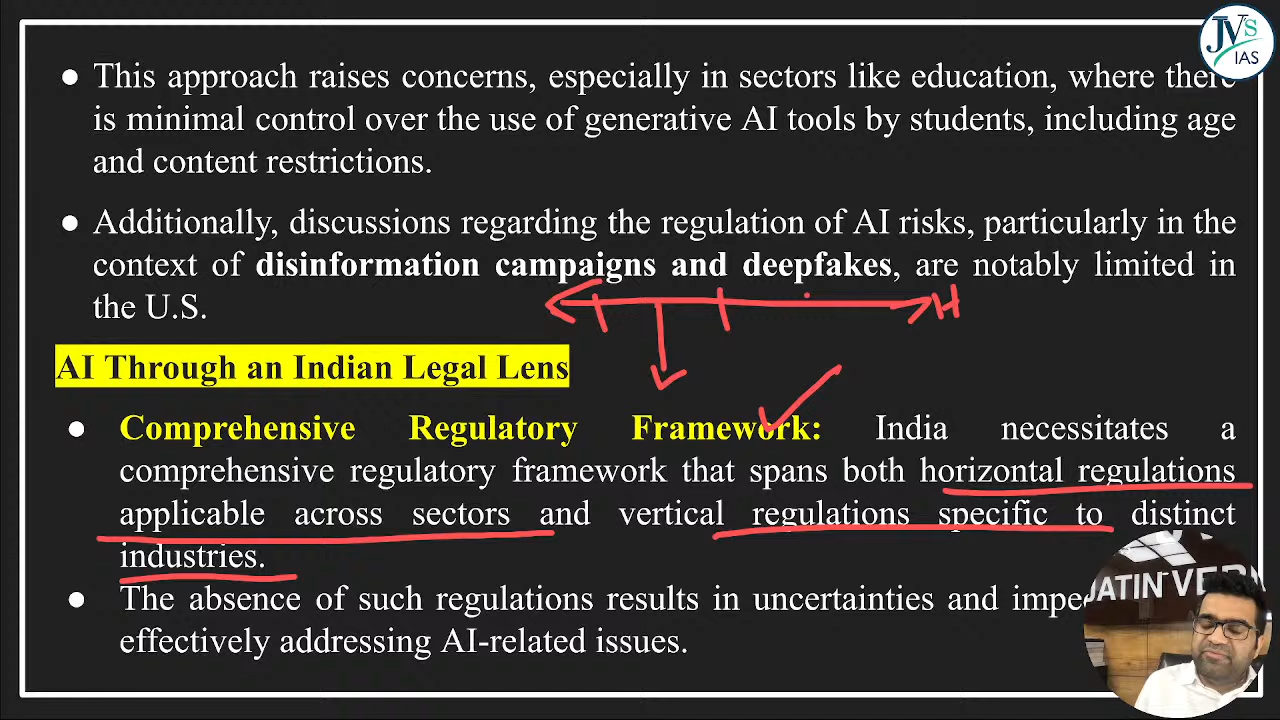 JVS
IAS
● This approach raises concerns, especially in sectors like education, where there
is minimal control over the use of generative AI tools by students, including age
and content restrictions.
● Additionally, discussions regarding the regulation of AI risks, particularly in the
context of disinformation campaigns and deepfakes, are notably limited in
the U.S.
H
AI Through an Indian Legal Lens
● Comprehensive Regulatory Framework: India necessitates a
comprehensive regulatory framework that spans both horizontal regulations
applicable across sectors and vertical regulations specific to distinct
industries.
● The absence of such regulations results in uncertainties and
effectively addressing AI-related issues.